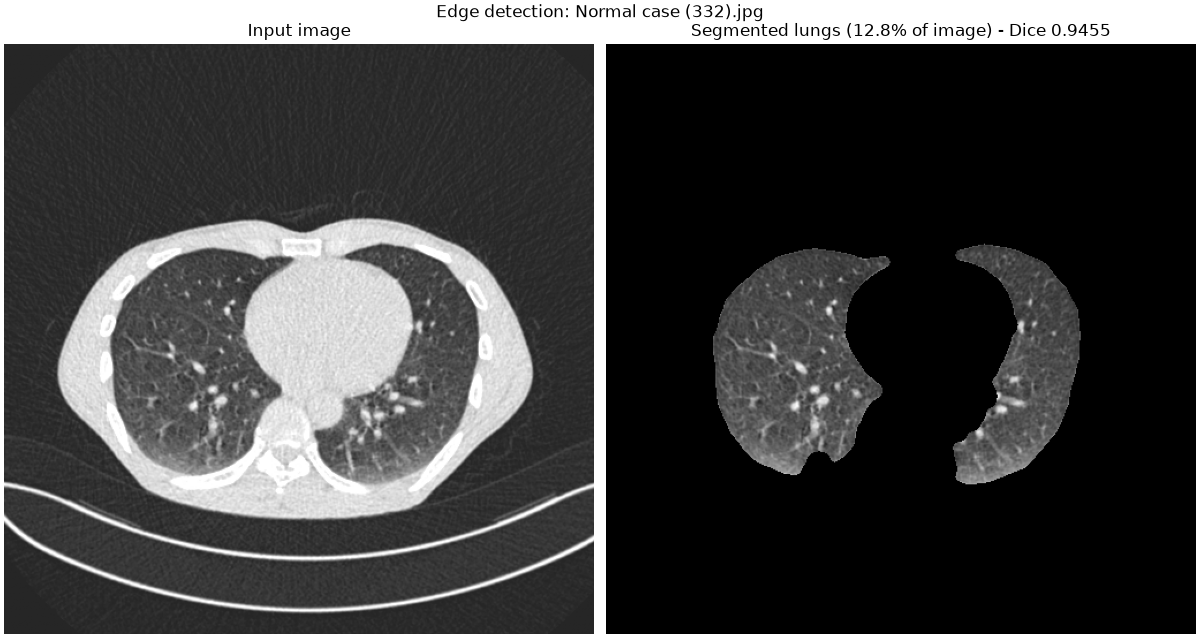 Edge detection: Normal case (332).jpg
Input image
Segmented lungs (12.8% of image) - Dice 0.9455